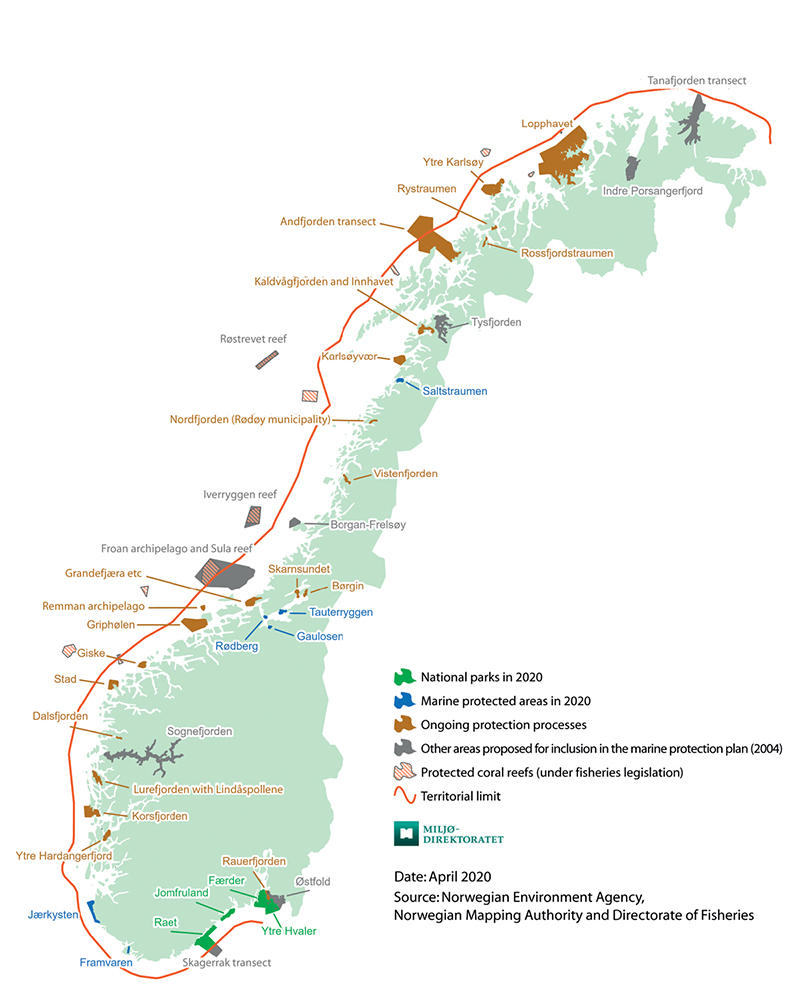 Tanafjorden transect
Lopphavet
Ytre Karlsøy
Indre Porsangerfjord
Rystraumen
Andfjorden transect
Rossfjordstraumen
Kaldvågfjorden and Innhavet
Tysfjorden
Røstrevet reef
Karlsøyvær
Saltstraumen
Nordfjorden (Rødøy municipality)
Vistenfjorden
Iverryggen reef
Borgan-Frelsøy
Froan archipelago and Sula reef
Skarnsundet
Grandefjæra etc
Børgin
Remman archipelago
Tauterryggen
Griphølen
Gaulosen
Rødberg
Giske
Stad
Dalsfjorden
Sognefjorden
Lurefjorden with Lindåspollene
Korsfjorden
Ytre Hardangerfjord
Rauerfjorden
Færder
Østfold
Jomfruland
Jærkysten
Raet
Ytre Hvaler
Framvaren
Skagerrak transect
National parks in 2020
Marine protected areas in 2020
Ongoing protection processes
Other areas proposed for inclusion in the marine protection plan (2004)
Protected coral reefs (under fisheries legislation)
Territorial limit
MILJØ-
DIREKTORATET
Date: April 2020
Source: Norwegian Environment Agency,
Norwegian Mapping Authority and Directorate of Fisheries